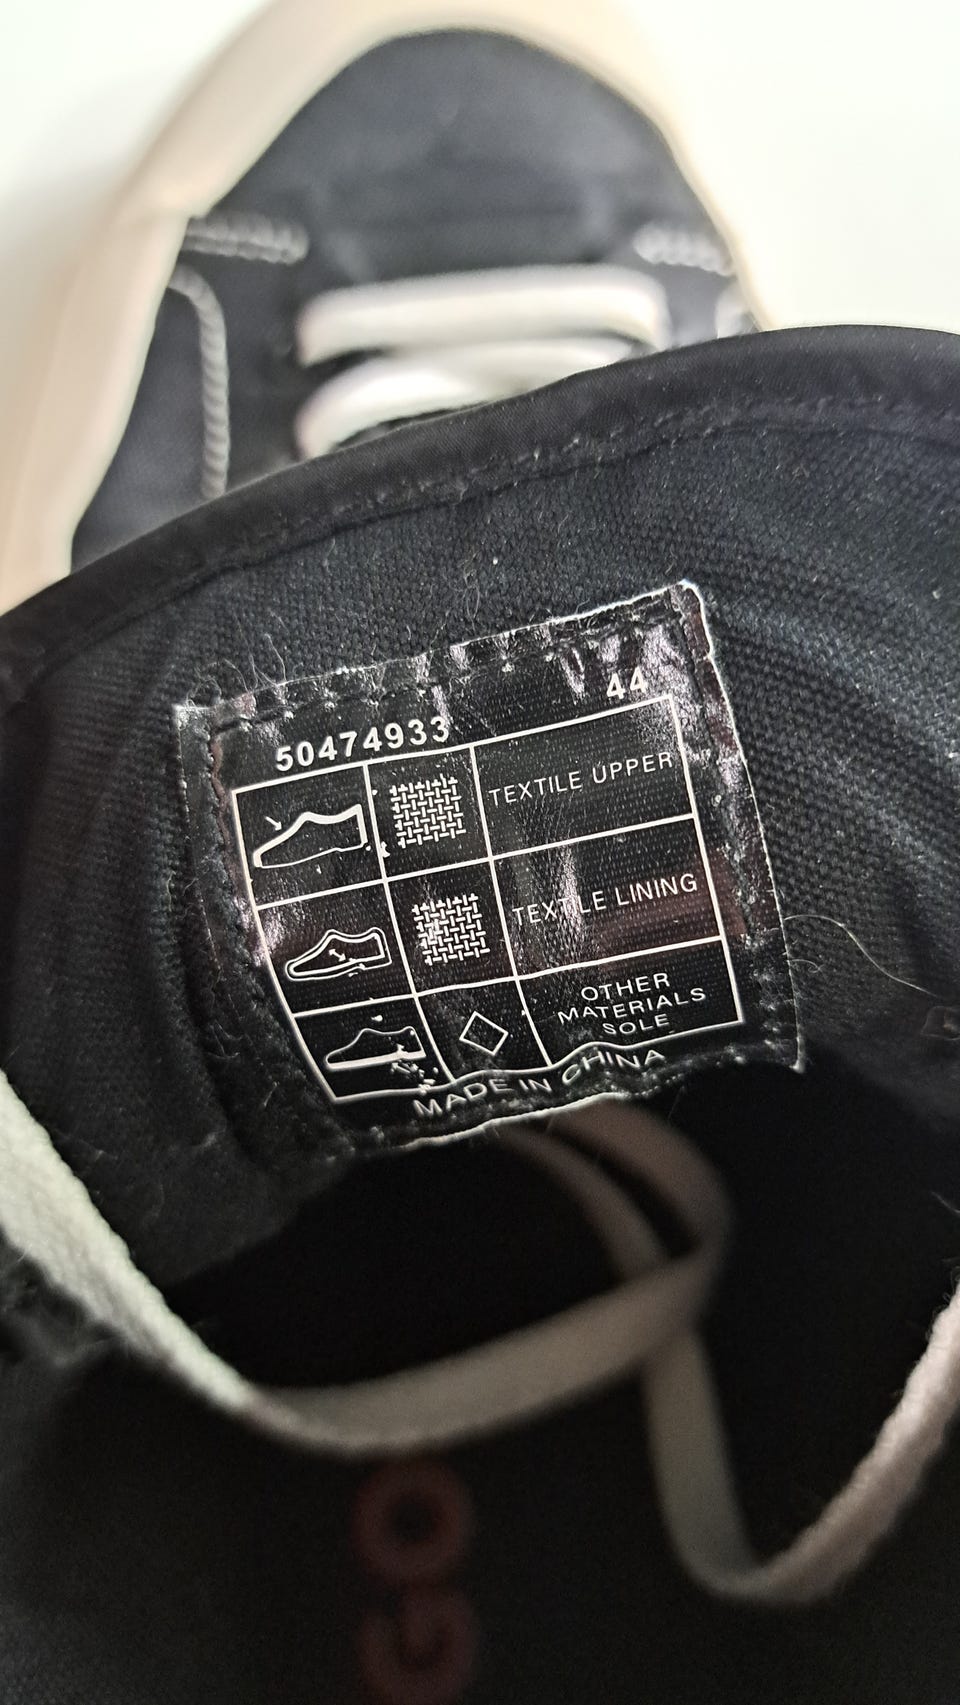 44
50474933
TEXTILE UPPER
TEXTILE LINING
OTHER
MATERIALS
SOLE
MADE IN CHINA